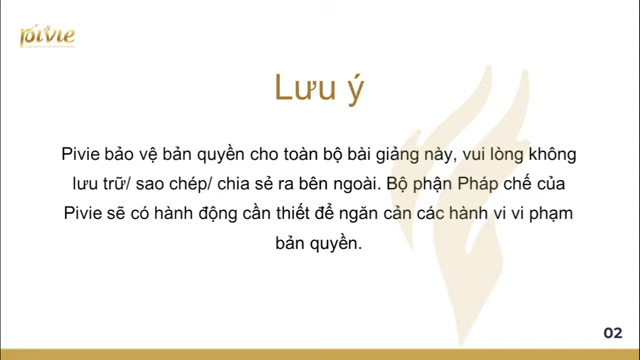 pivie
Lưu ý
Pivie bảo vệ bản quyền cho toàn bộ bài giảng này, vui lòng không
lưu trữ/ sao chép/ chia sẻ ra bên ngoài. Bộ phận Pháp chế của
Pivie sẽ có hành động cần thiết để ngăn cản các hành vi vi phạm
bản quyền.
02